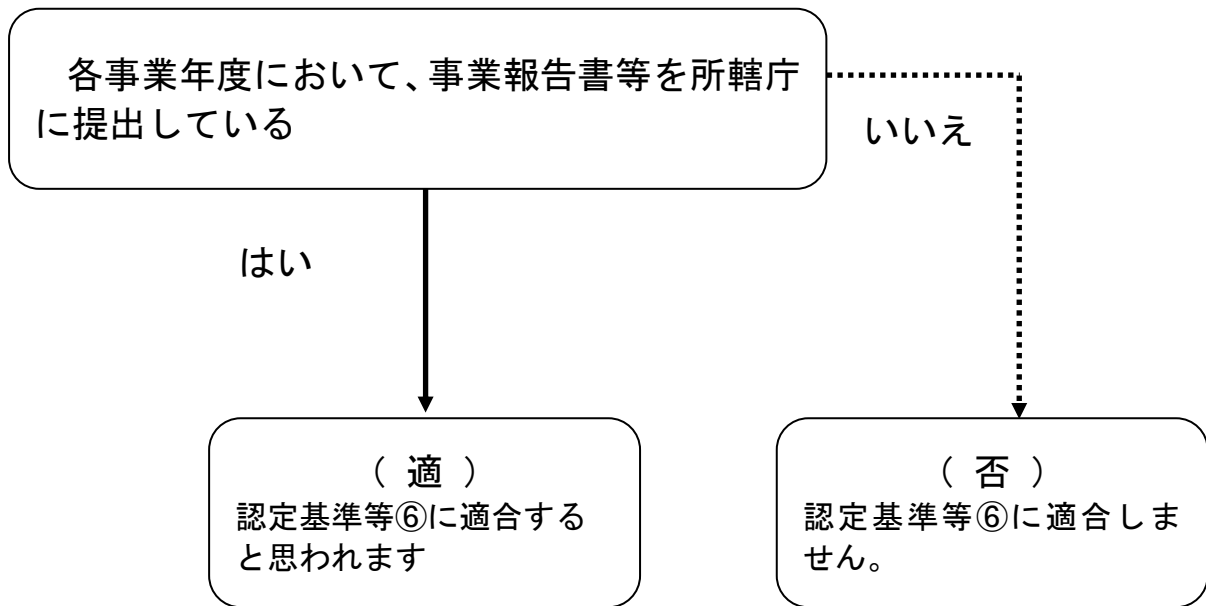 各事業年度において、事業報告書等を所轄庁
に提出している
いいえ
はい
（ 適 ）
認定基準等⑥に適合する
と思われます
（ 否 ）
認定基準等⑥に適合しま
せん。